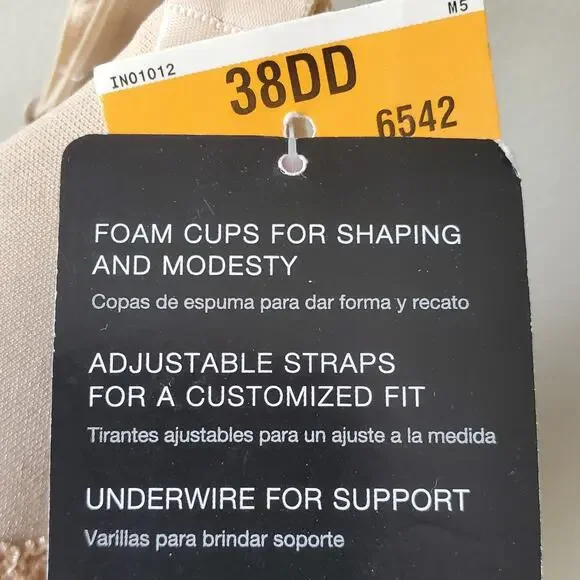 IN01012
M5
38DD
6542
FOAM CUPS FOR SHAPING
AND MODESTY
Copas de espuma para dar forma y recato
ADJUSTABLE STRAPS
FOR A CUSTOMIZED FIT
Tirantes ajustables para un ajuste a la medida
UNDERWIRE FOR SUPPORT
Varillas para brindar soporte